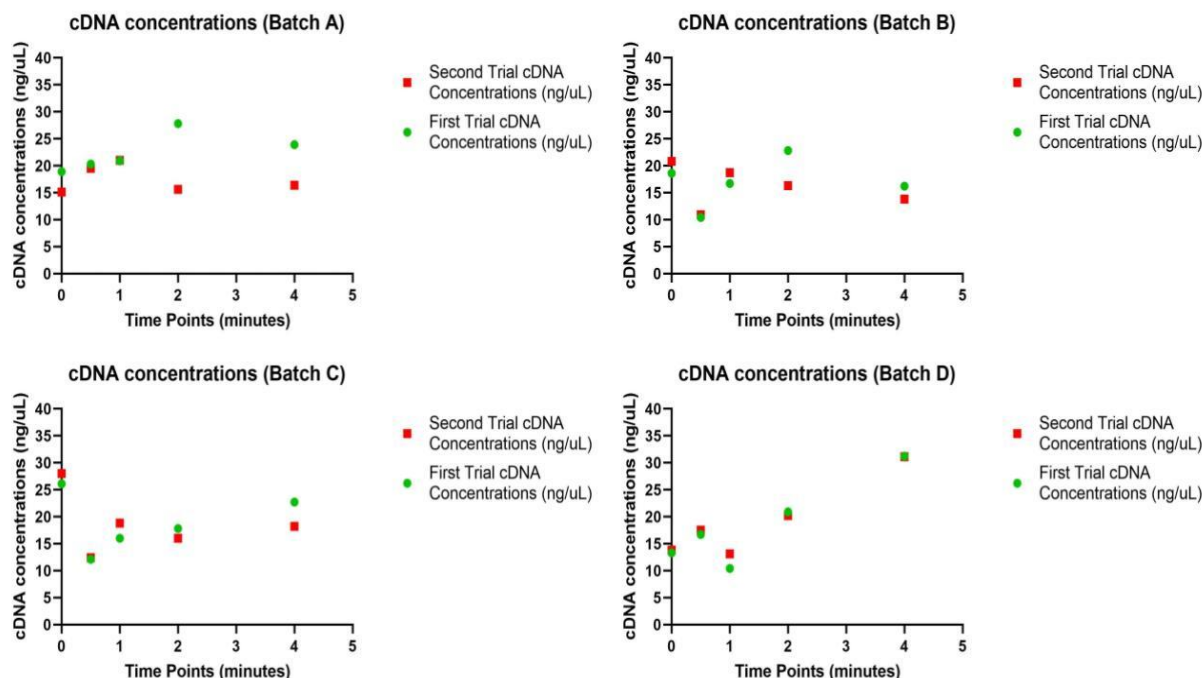 cDNA concentrations (Batch A)
cDNA concentrations (ng/uL)
40
35
30
25
20
15
10
5
0
0 1 2 3 4 5
Time Points (minutes)
Second Trial cDNA
Concentrations (ng/uL)
First Trial cDNA
Concentrations (ng/uL)
cDNA concentrations (Batch B)
cDNA concentrations (ng/uL)
40
35
30
25
20
15
10
5
0
0 1 2 3 4 5
Time Points (minutes)
Second Trial cDNA
Concentrations (ng/uL)
First Trial cDNA
Concentrations (ng/uL)
cDNA concentrations (Batch C)
cDNA concentrations (ng/uL)
40
35
30
25
20
15
10
5
0
0 1 2 3 4 5
Time Points (minutes)
Second Trial cDNA
Concentrations (ng/uL)
First Trial cDNA
Concentrations (ng/uL)
cDNA concentrations (Batch D)
cDNA concentrations (ng/uL)
40
35
30
25
20
15
10
5
0
0 1 2 3 4 5
Time Points (minutes)
Second Trial cDNA
Concentrations (ng/uL)
First Trial cDNA
Concentrations (ng/uL)